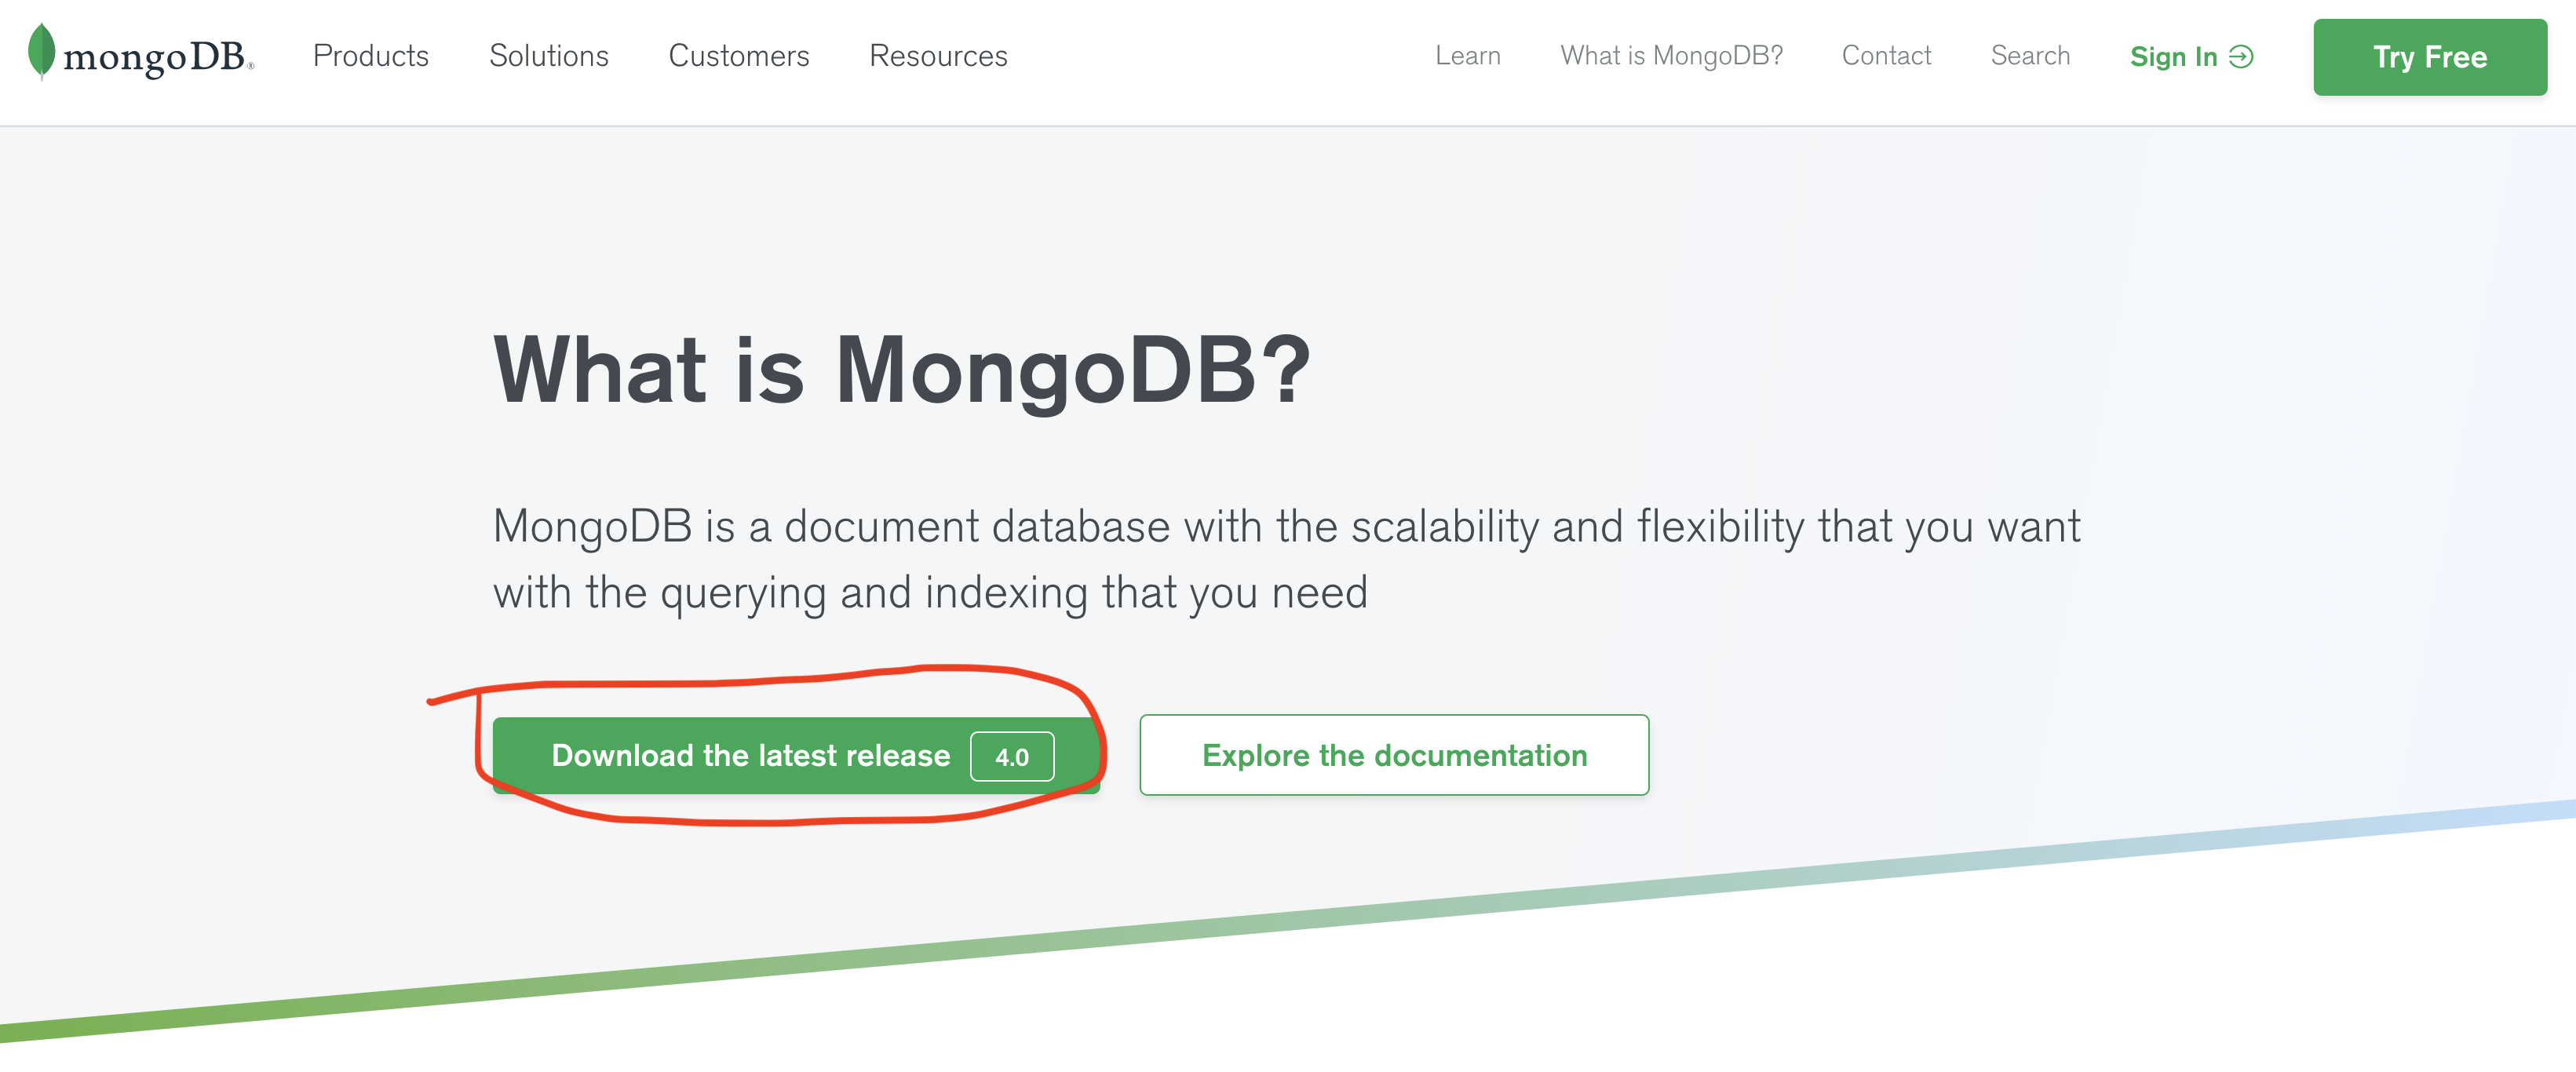 mongoDB®
Products Solutions Customers Resources
Learn What is MongoDB? Contact Search Sign In Try Free
What is MongoDB?
MongoDB is a document database with the scalability and flexibility that you want
with the querying and indexing that you need
Download the latest release 4.0
Explore the documentation